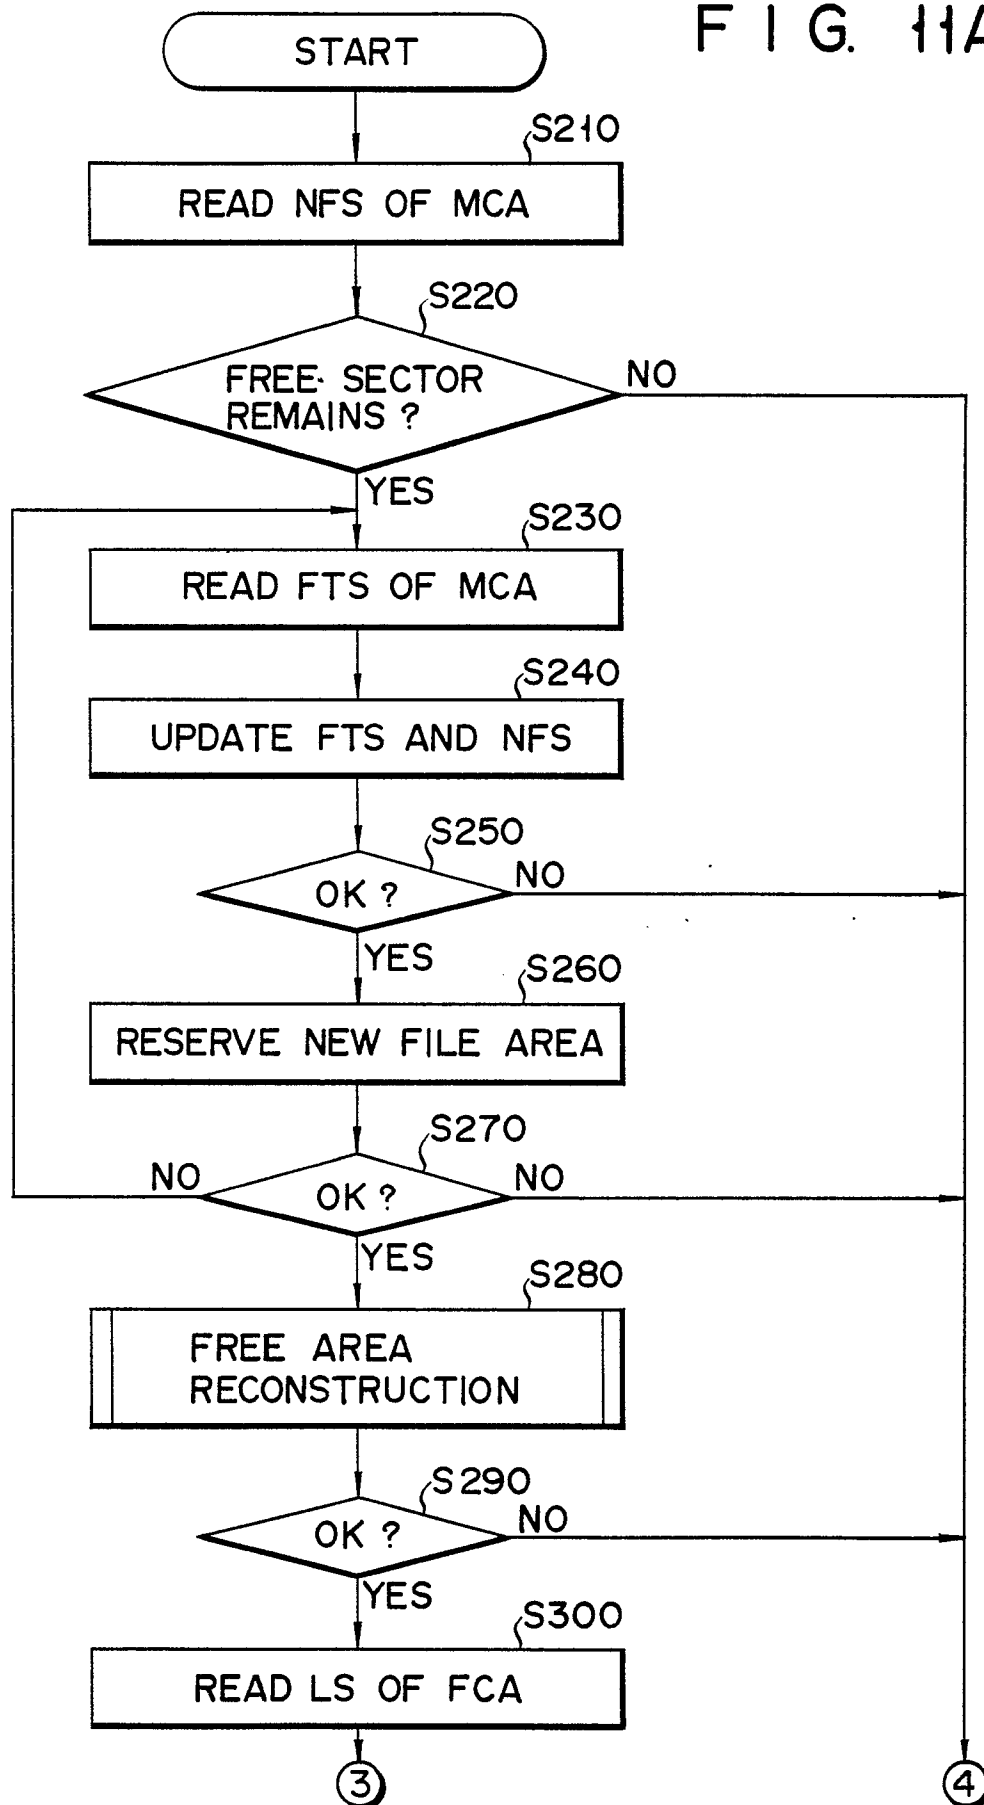 FIG. 11A
START
S210
READ NFS OF MCA
S220
FREE SECTOR
REMAINS ?
NO
YES
S230
READ FTS OF MCA
S240
UPDATE FTS AND NFS
S250
OK ?
NO
YES
S260
RESERVE NEW FILE AREA
S270
NO
OK ?
NO
YES
S280
FREE AREA
RECONSTRUCTION
S290
OK ?
NO
YES
S300
READ LS OF FCA
3
4